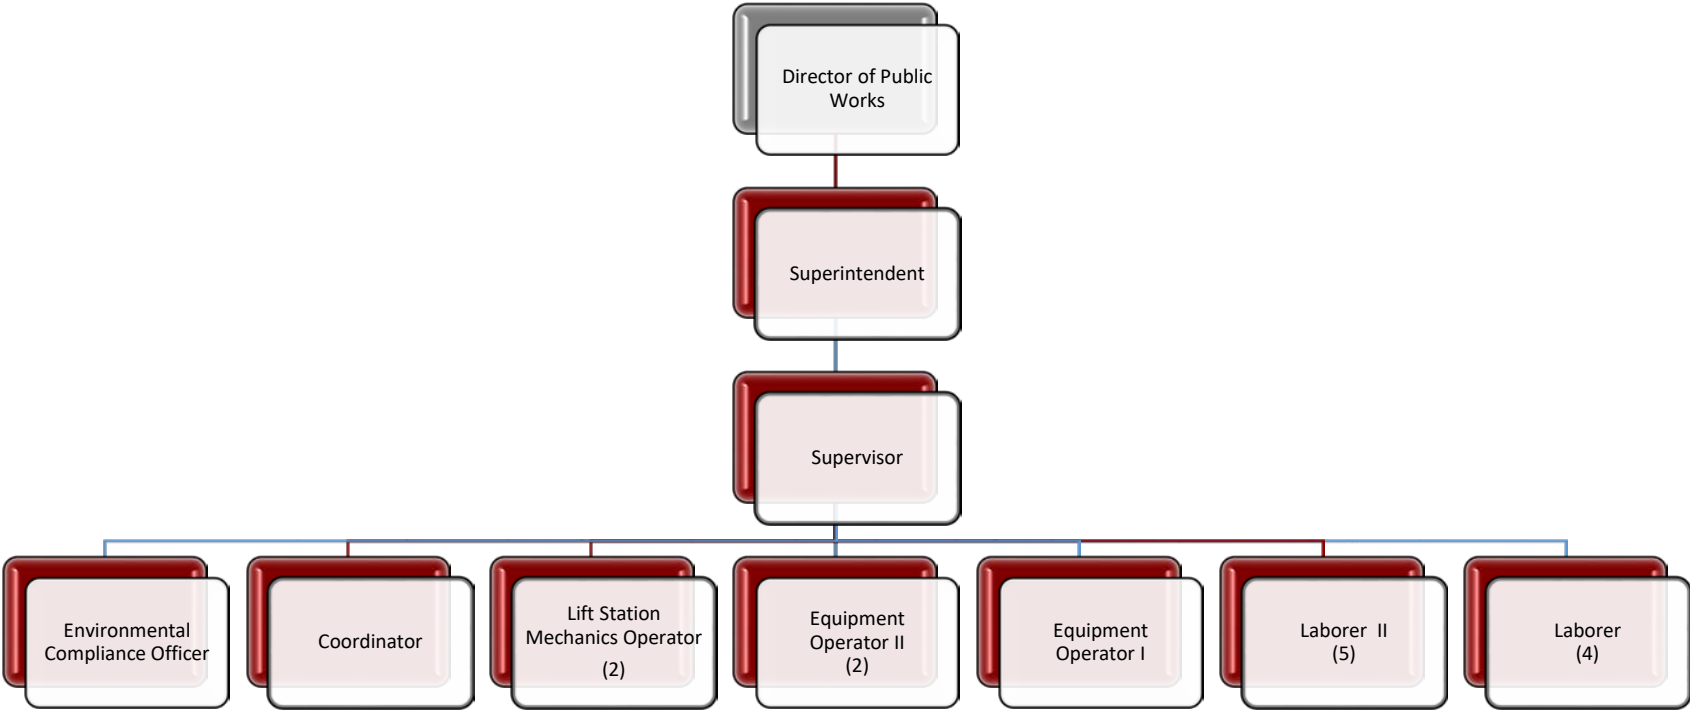 Director of Public
Works
Superintendent
Supervisor
Environmental
Compliance Officer
Coordinator
Lift Station
Mechanics Operator
(2)
Equipment
Operator II
(2)
Equipment
Operator I
Laborer  II
(5)
Laborer
(4)